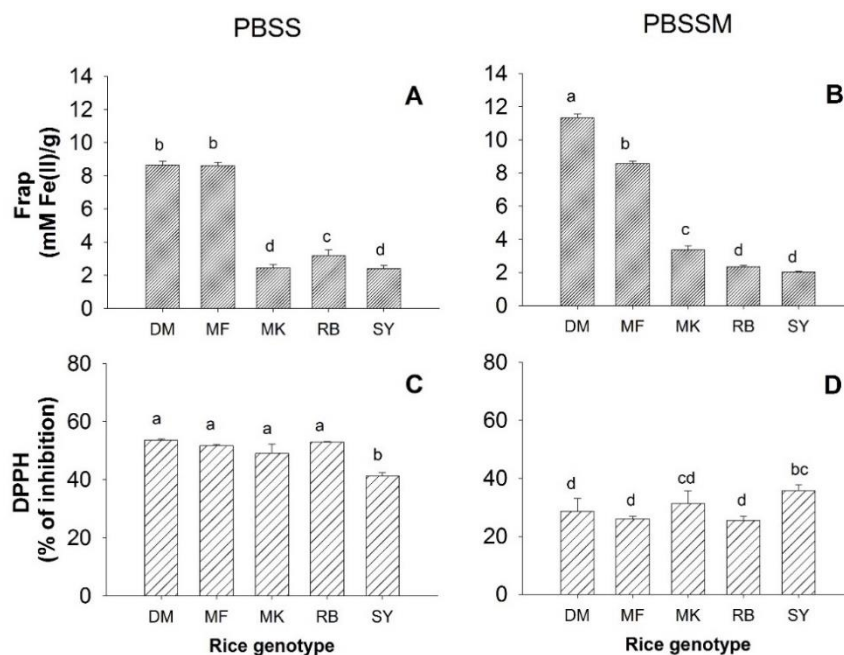 PBSS
PBSSM
Frap
(mM Fe(II)/g)
14
12
10
8
6
4
2
0
A
b b d c d
DM MF MK RB SY
14
12
10
8
6
4
2
0
B
a b c d d
DM MF MK RB SY
DPPH
(% of inhibition)
80
60
40
20
0
C
a a a a b
DM MF MK RB SY
Rice genotype
80
60
40
20
0
D
d d cd d bc
DM MF MK RB SY
Rice genotype